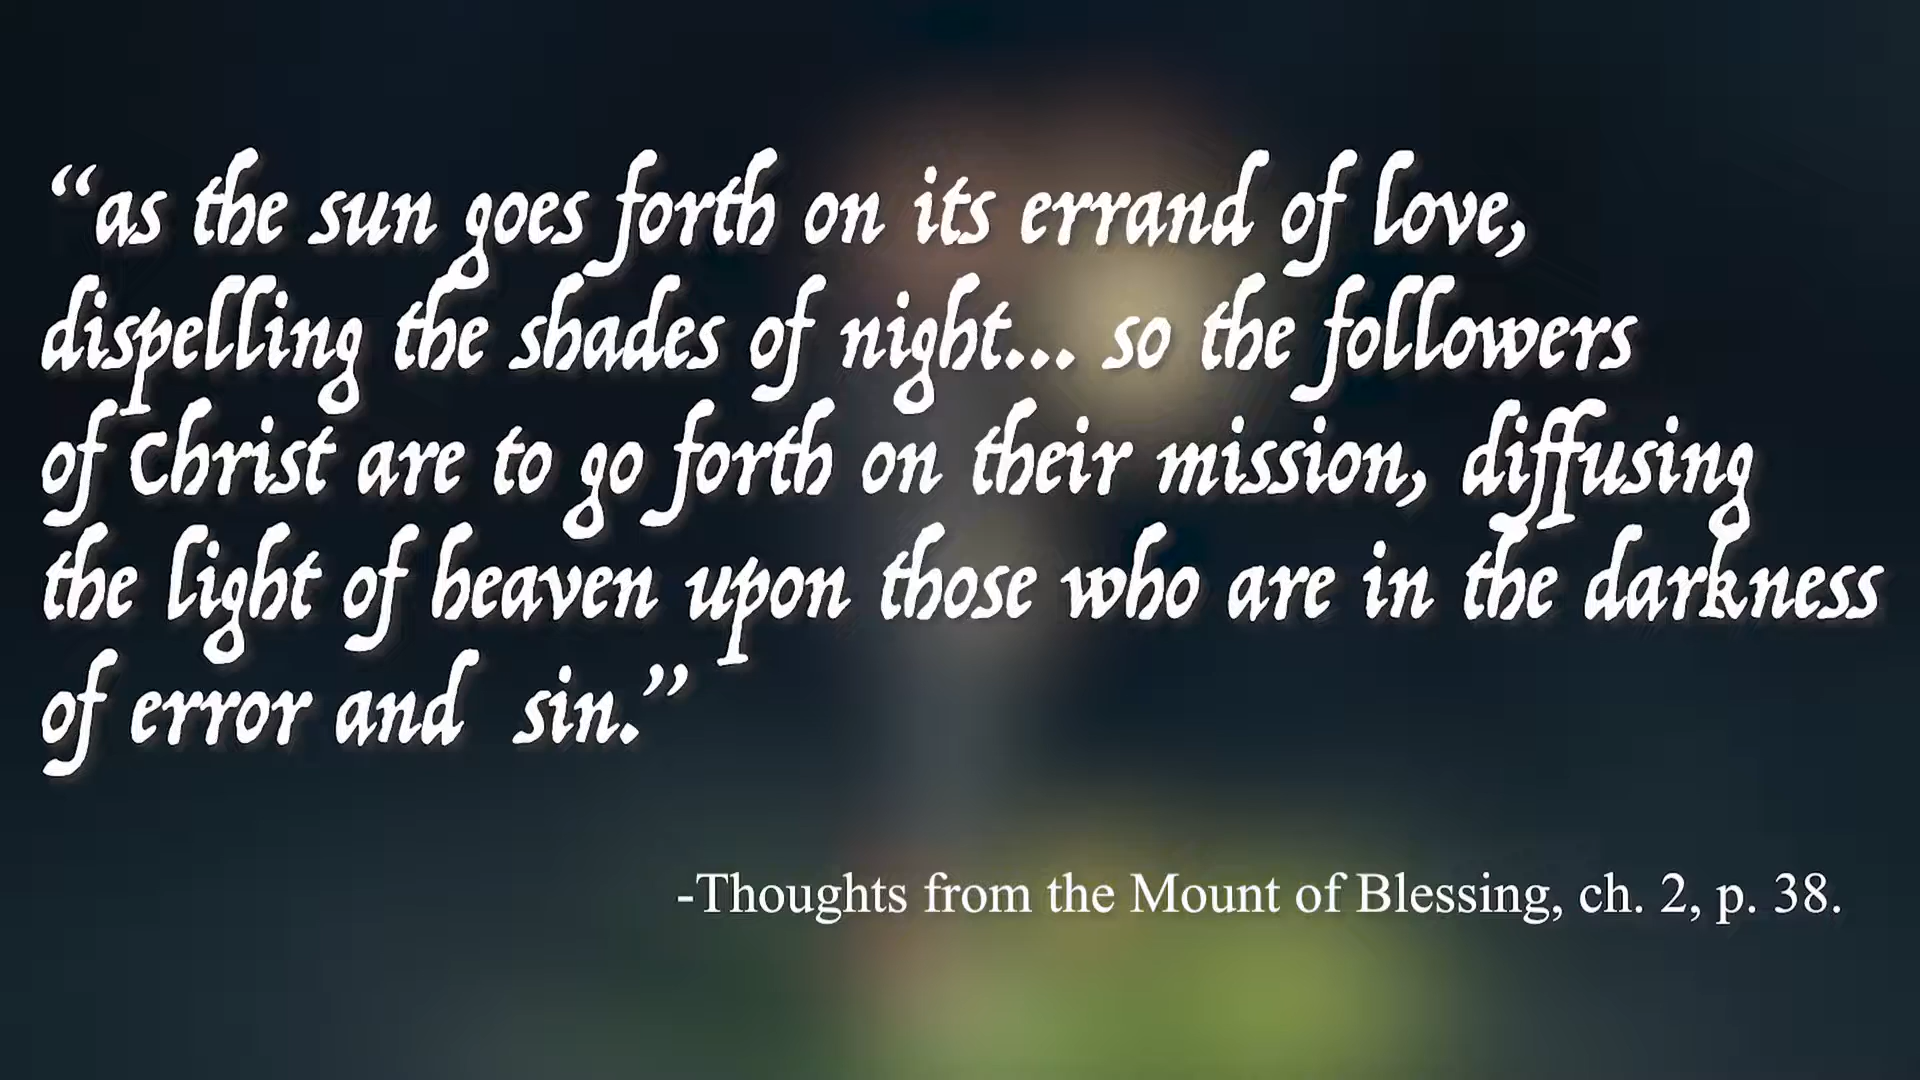 “as the sun goes forth on its errand of love,
dispelling the shades of night... so the followers
of Christ are to go forth on their mission, diffusing
the light of heaven upon those who are in the darkness
of error and  sin.”
-Thoughts from the Mount of Blessing, ch. 2, p. 38.